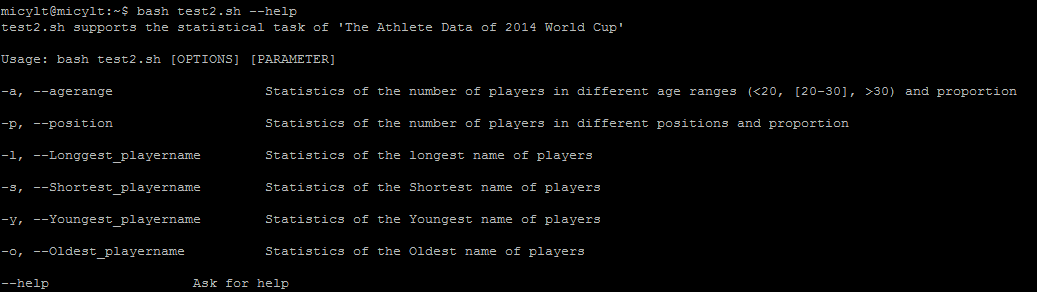 micylt@micylt:~$ bash test2.sh --help
test2.sh supports the statistical task of 'The Athlete Data of 2014 World Cup'
Usage: bash test2.sh [OPTIONS] [PARAMETER]
-a, --agerange                   Statistics of the number of players in different age ranges (<20, [20-30], >30) and proportion
-p, --position                   Statistics of the number of players in different positions and proportion
-l, --Longgest_playername        Statistics of the longest name of players
-s, --Shortest_playername        Statistics of the Shortest name of players
-y, --Youngest_playername        Statistics of the Youngest name of players
-o, --Oldest_playername          Statistics of the Oldest name of players
--help                  Ask for help